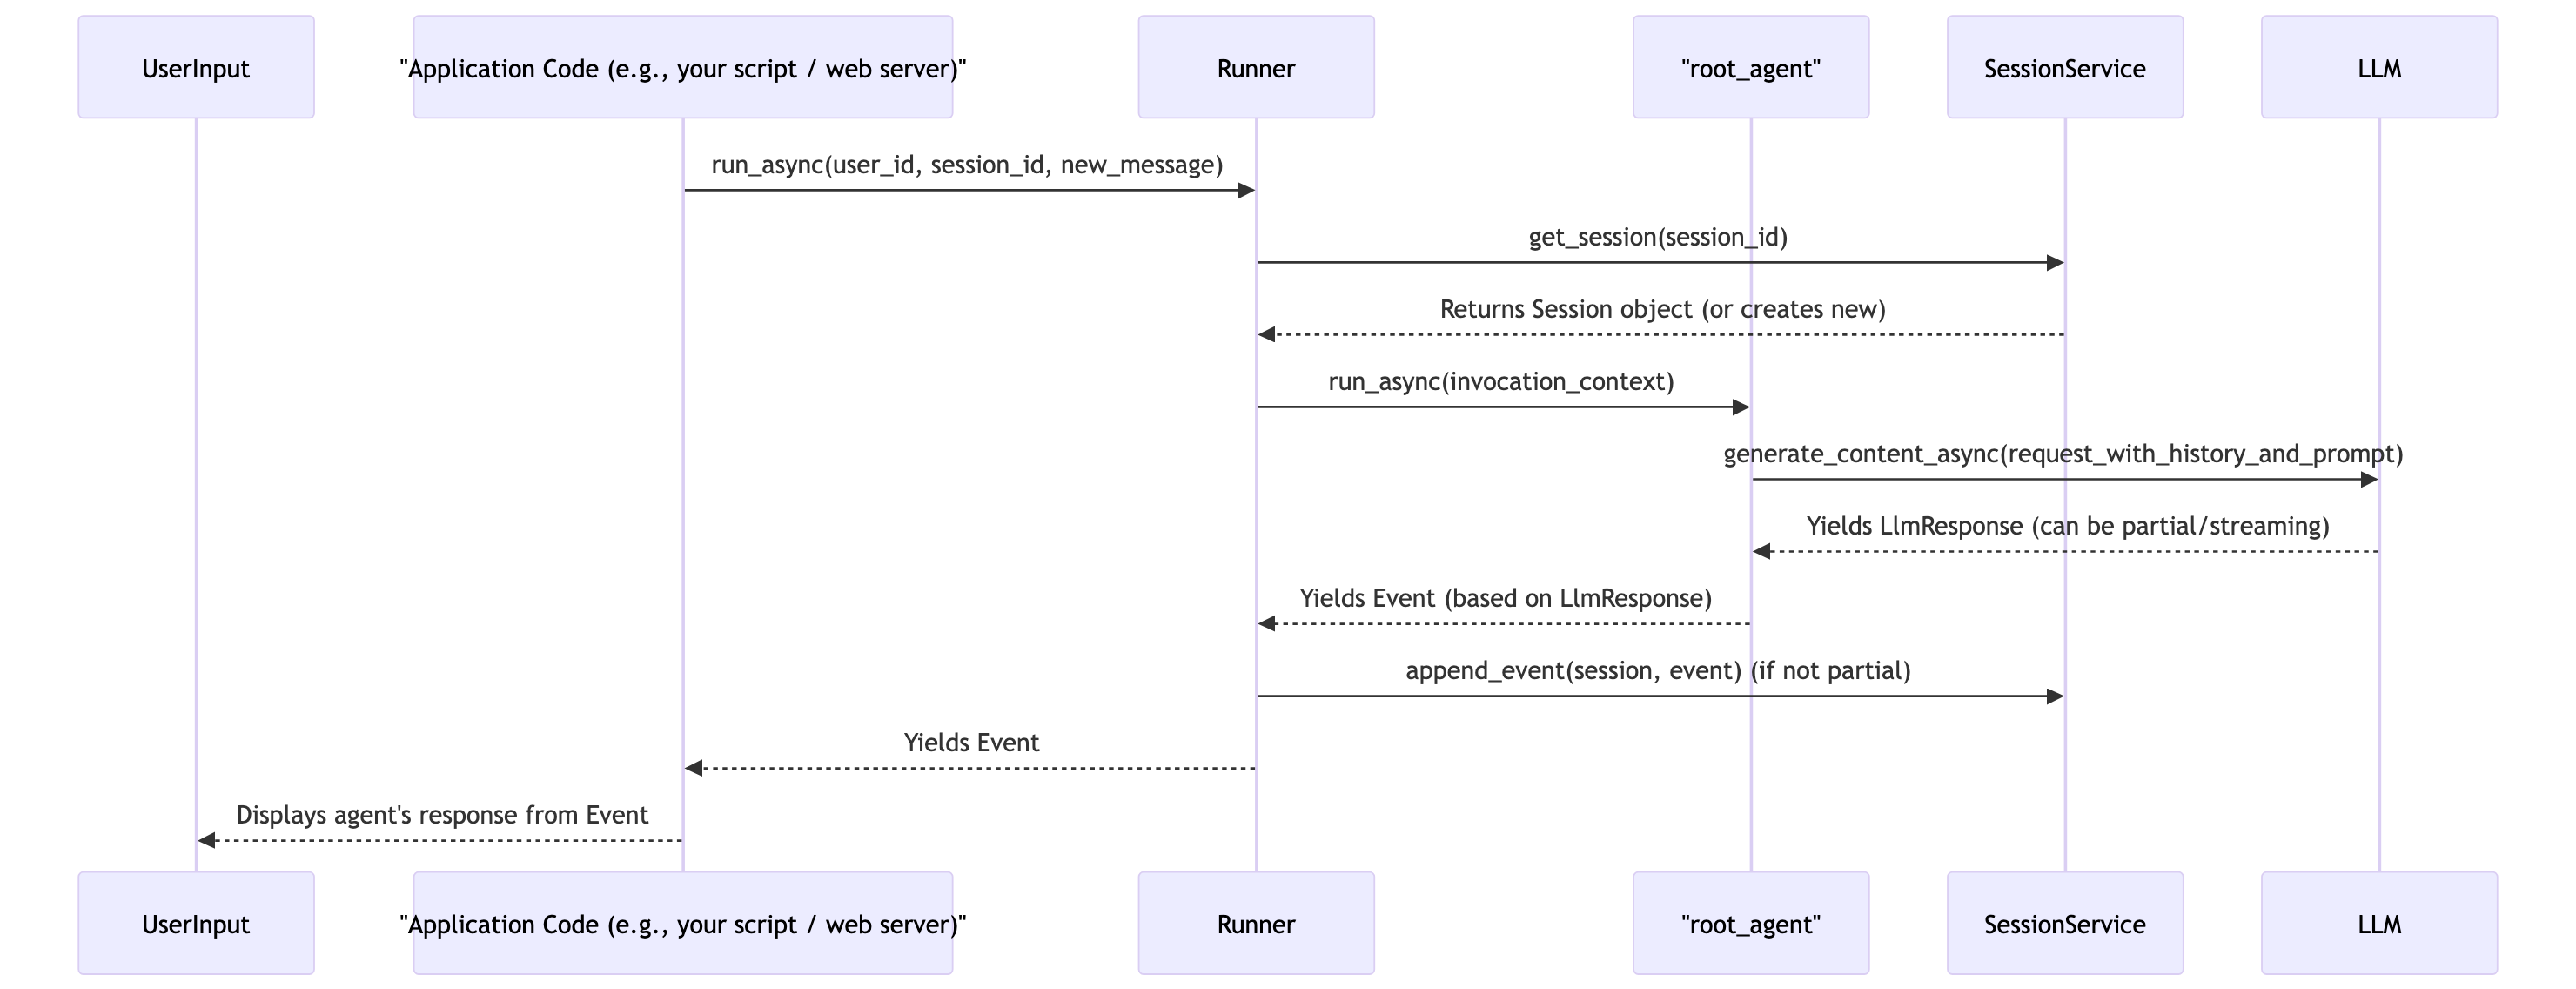 UserInput
"Application Code (e.g., your script / web server)"
Runner
"root_agent"
SessionService
LLM
run_async(user_id, session_id, new_message)
get_session(session_id)
Returns Session object (or creates new)
run_async(invocation_context)
generate_content_async(request_with_history_and_prompt)
Yields LlmResponse (can be partial/streaming)
Yields Event (based on LlmResponse)
append_event(session, event) (if not partial)
Yields Event
Displays agent's response from Event
UserInput
"Application Code (e.g., your script / web server)"
Runner
"root_agent"
SessionService
LLM